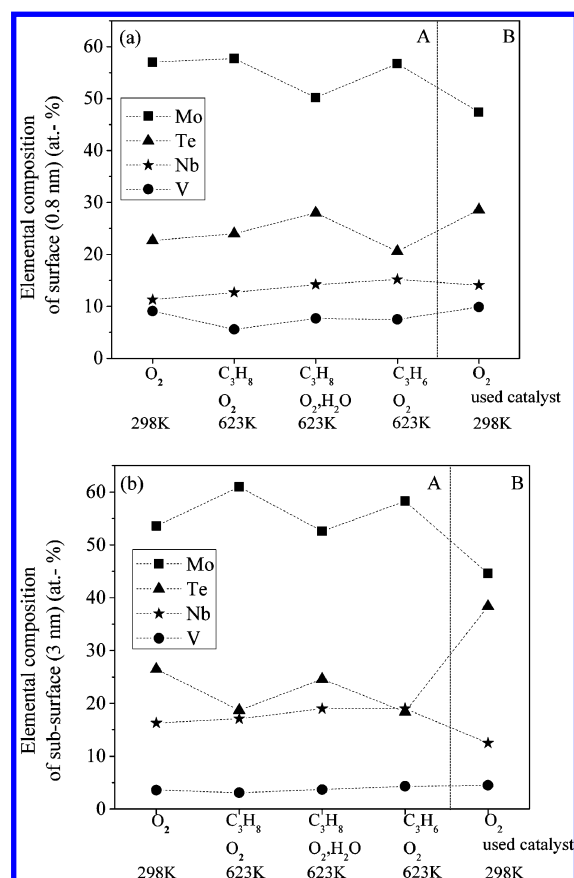 (a)
A
B
60
50
40
30
20
10
0
Mo
Te
Nb
V
Elemental composition
of surface (0.8 nm) (at.- %)
O₂ C₃H₈ C₃H₈ C₃H₆ O₂
O₂ O₂,H₂O O₂ used catalyst
298K 623K 623K 623K 298K
(b)
A
B
60
50
40
30
20
10
0
Mo
Te
Nb
V
Elemental composition
of sub-surface (3 nm) (at.- %)
O₂ C₃H₈ C₃H₈ C₃H₆ O₂
O₂ O₂,H₂O O₂ used catalyst
298K 623K 623K 623K 298K